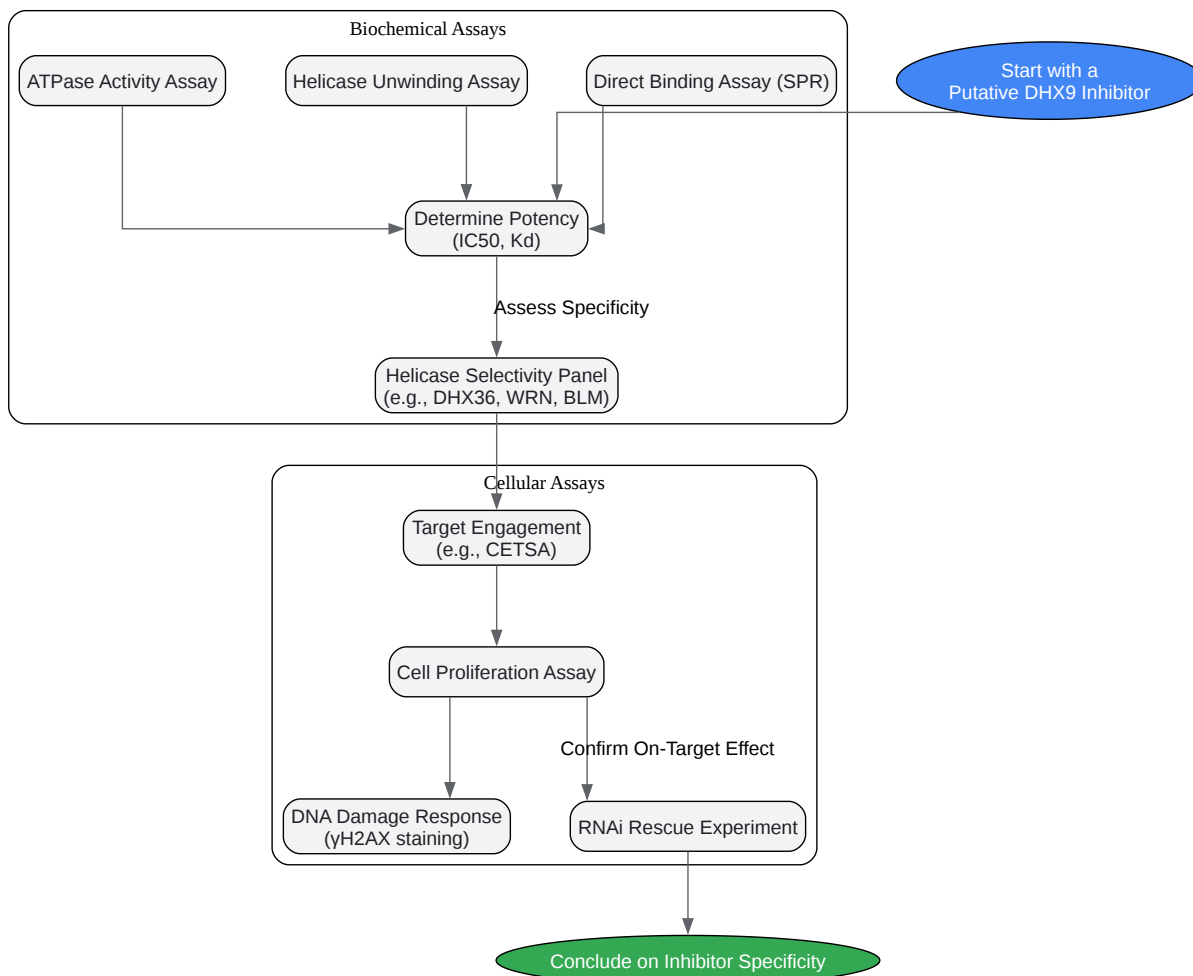 Biochemical Assays
ATPase Activity Assay
Helicase Unwinding Assay
Direct Binding Assay (SPR)
Start with a
Putative DHX9 Inhibitor
Determine Potency
(IC50, Kd)
Assess Specificity
Helicase Selectivity Panel
(e.g., DHX36, WRN, BLM)
Cellular Assays
Target Engagement
(e.g., CETSA)
Cell Proliferation Assay
Confirm On-Target Effect
DNA Damage Response
(γH2AX staining)
RNAi Rescue Experiment
Conclude on Inhibitor Specificity